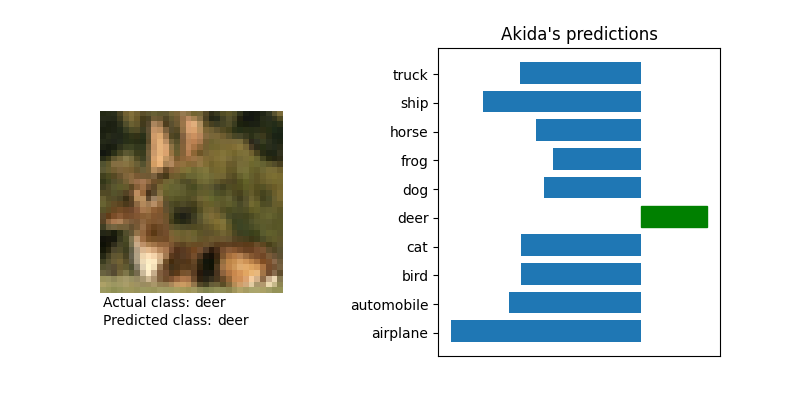 Akida's predictions
truck
ship
horse
frog
dog
deer
cat
bird
automobile
airplane
Actual class: deer
Predicted class: deer